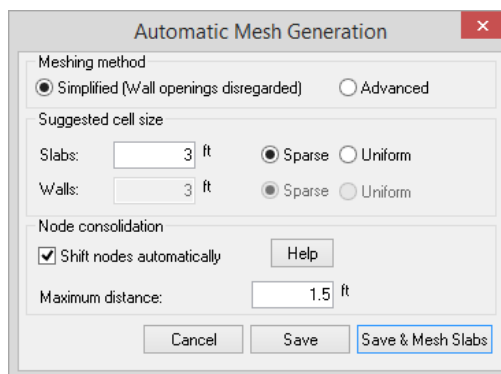 Automatic Mesh Generation
Meshing method
Simplified (Wall openings disregarded) Advanced
Suggested cell size
Slabs: 3 ft Sparse Uniform
Walls: 3 ft Sparse Uniform
Node consolidation
Shift nodes automatically Help
Maximum distance: 1.5 ft
Cancel Save Save & Mesh Slabs